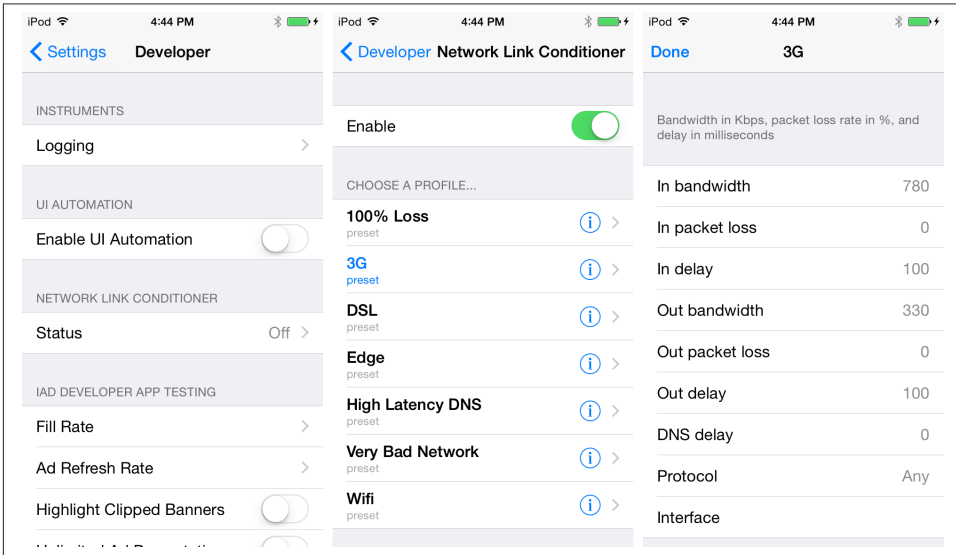 iPod 4:44 PM
Settings Developer
INSTRUMENTS
Logging
UI AUTOMATION
Enable UI Automation
NETWORK LINK CONDITIONER
Status Off
IAD DEVELOPER APP TESTING
Fill Rate
Ad Refresh Rate
Highlight Clipped Banners
iPod 4:44 PM
Developer Network Link Conditioner
Enable
CHOOSE A PROFILE...
100% Loss
preset
3G
preset
DSL
preset
Edge
preset
High Latency DNS
preset
Very Bad Network
preset
Wifi
preset
iPod 4:44 PM
Done 3G
Bandwidth in Kbps, packet loss rate in %, and
delay in milliseconds
In bandwidth 780
In packet loss 0
In delay 100
Out bandwidth 330
Out packet loss 0
Out delay 100
DNS delay 0
Protocol Any
Interface